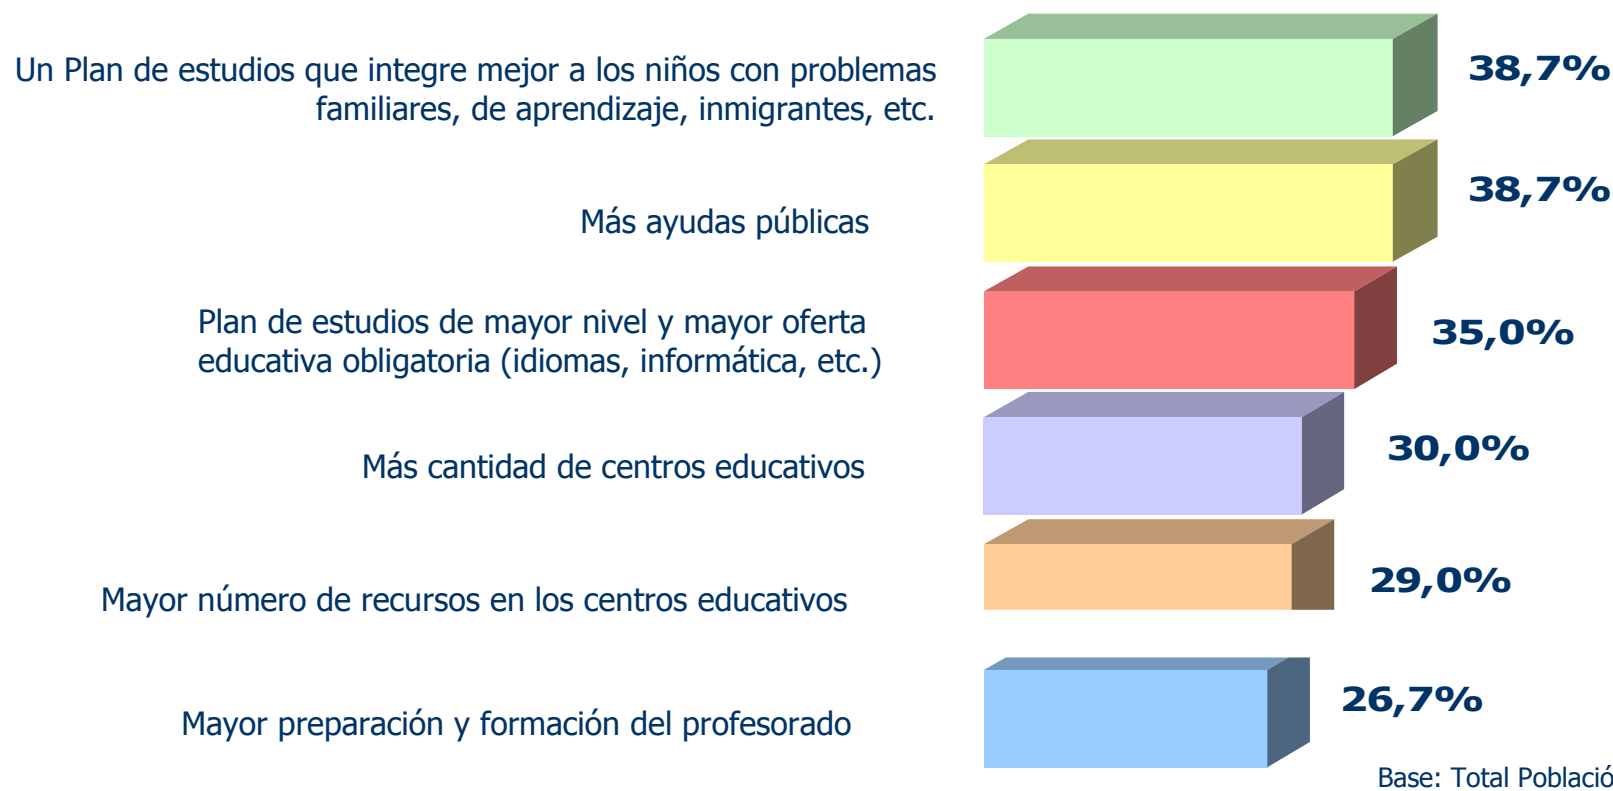 Un Plan de estudios que integre mejor a los niños con problemas
familiares, de aprendizaje, inmigrantes, etc.
38,7%
Más ayudas públicas
38,7%
Plan de estudios de mayor nivel y mayor oferta
educativa obligatoria (idiomas, informática, etc.)
35,0%
Más cantidad de centros educativos
30,0%
Mayor número de recursos en los centros educativos
29,0%
Mayor preparación y formación del profesorado
26,7%
Base: Total Població